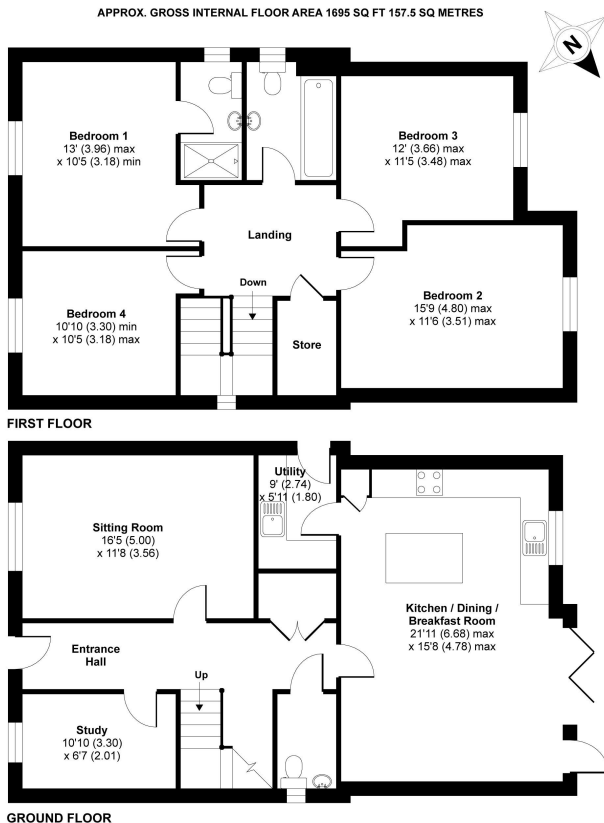 APPROX. GROSS INTERNAL FLOOR AREA 1695 SQ FT 157.5 SQ METRES
N
Bedroom 1
13' (3.96) max
x 10'5 (3.18) min
Bedroom 3
12' (3.66) max
x 11'5 (3.48) max
Landing
Down
Bedroom 4
10'10 (3.30) min
x 10'5 (3.18) max
Store
Bedroom 2
15'9 (4.80) max
x 11'6 (3.51) max
FIRST FLOOR
Utility
9' (2.74)
x 5'11 (1.80)
Sitting Room
16'5 (5.00)
x 11'8 (3.56)
Kitchen / Dining /
Breakfast Room
21'11 (6.68) max
x 15'8 (4.78) max
Entrance
Hall
Up
Study
10'10 (3.30)
x 6'7 (2.01)
GROUND FLOOR